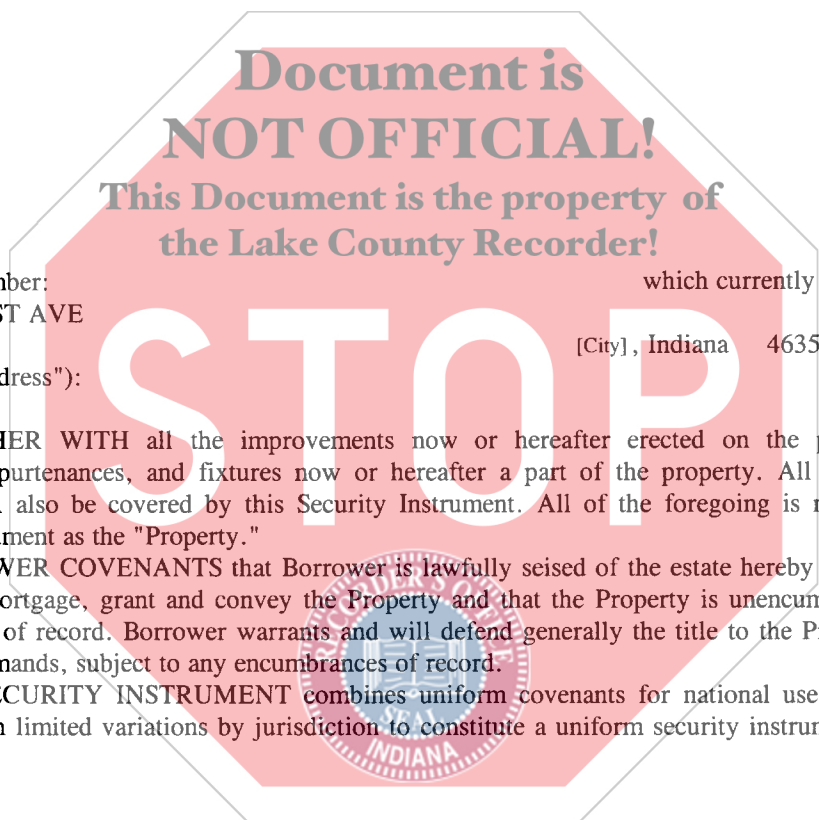 Document is
NOT OFFICIAL!
This Document is the property of
the Lake County Recorder!
nber: which currently
ST AVE
[City] , Indiana 4635
dress"):
STOP
HER WITH all the improvements now or hereafter erected on the p
purtenances, and fixtures now or hereafter a part of the property. All
also be covered by this Security Instrument. All of the foregoing is r
ment as the "Property."
WER COVENANTS that Borrower is lawfully seised of the estate hereby
ortgage, grant and convey the Property and that the Property is unencum
of record. Borrower warrants and will defend generally the title to the P
mands, subject to any encumbrances of record.
ECURITY INSTRUMENT combines uniform covenants for national use
limited variations by jurisdiction to constitute a uniform security instrum
RECORDER'S OFFICE
SEAL
INDIANA